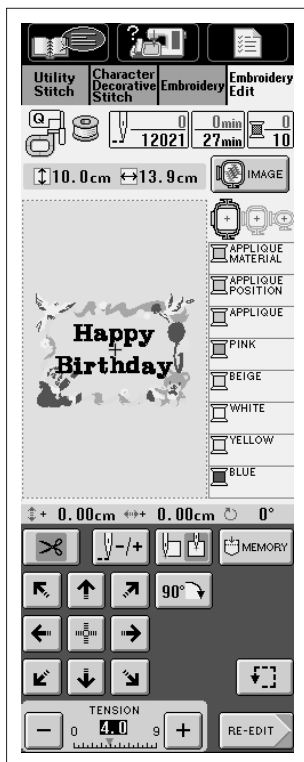 Utility
Stitch
Character
Decorative
Stitch
Embroidery
Embroidery
Edit
Q
0
12021
0min
27min
0
10
10.0cm
13.9cm
IMAGE
APPLIQUE
MATERIAL
APPLIQUE
POSITION
APPLIQUE
PINK
BEIGE
WHITE
YELLOW
BLUE
Happy
Birthday
+ 0.00cm + 0.00cm 0°
-/+
MEMORY
90°
TENSION
- 0 4.0 9 +
RE-EDIT